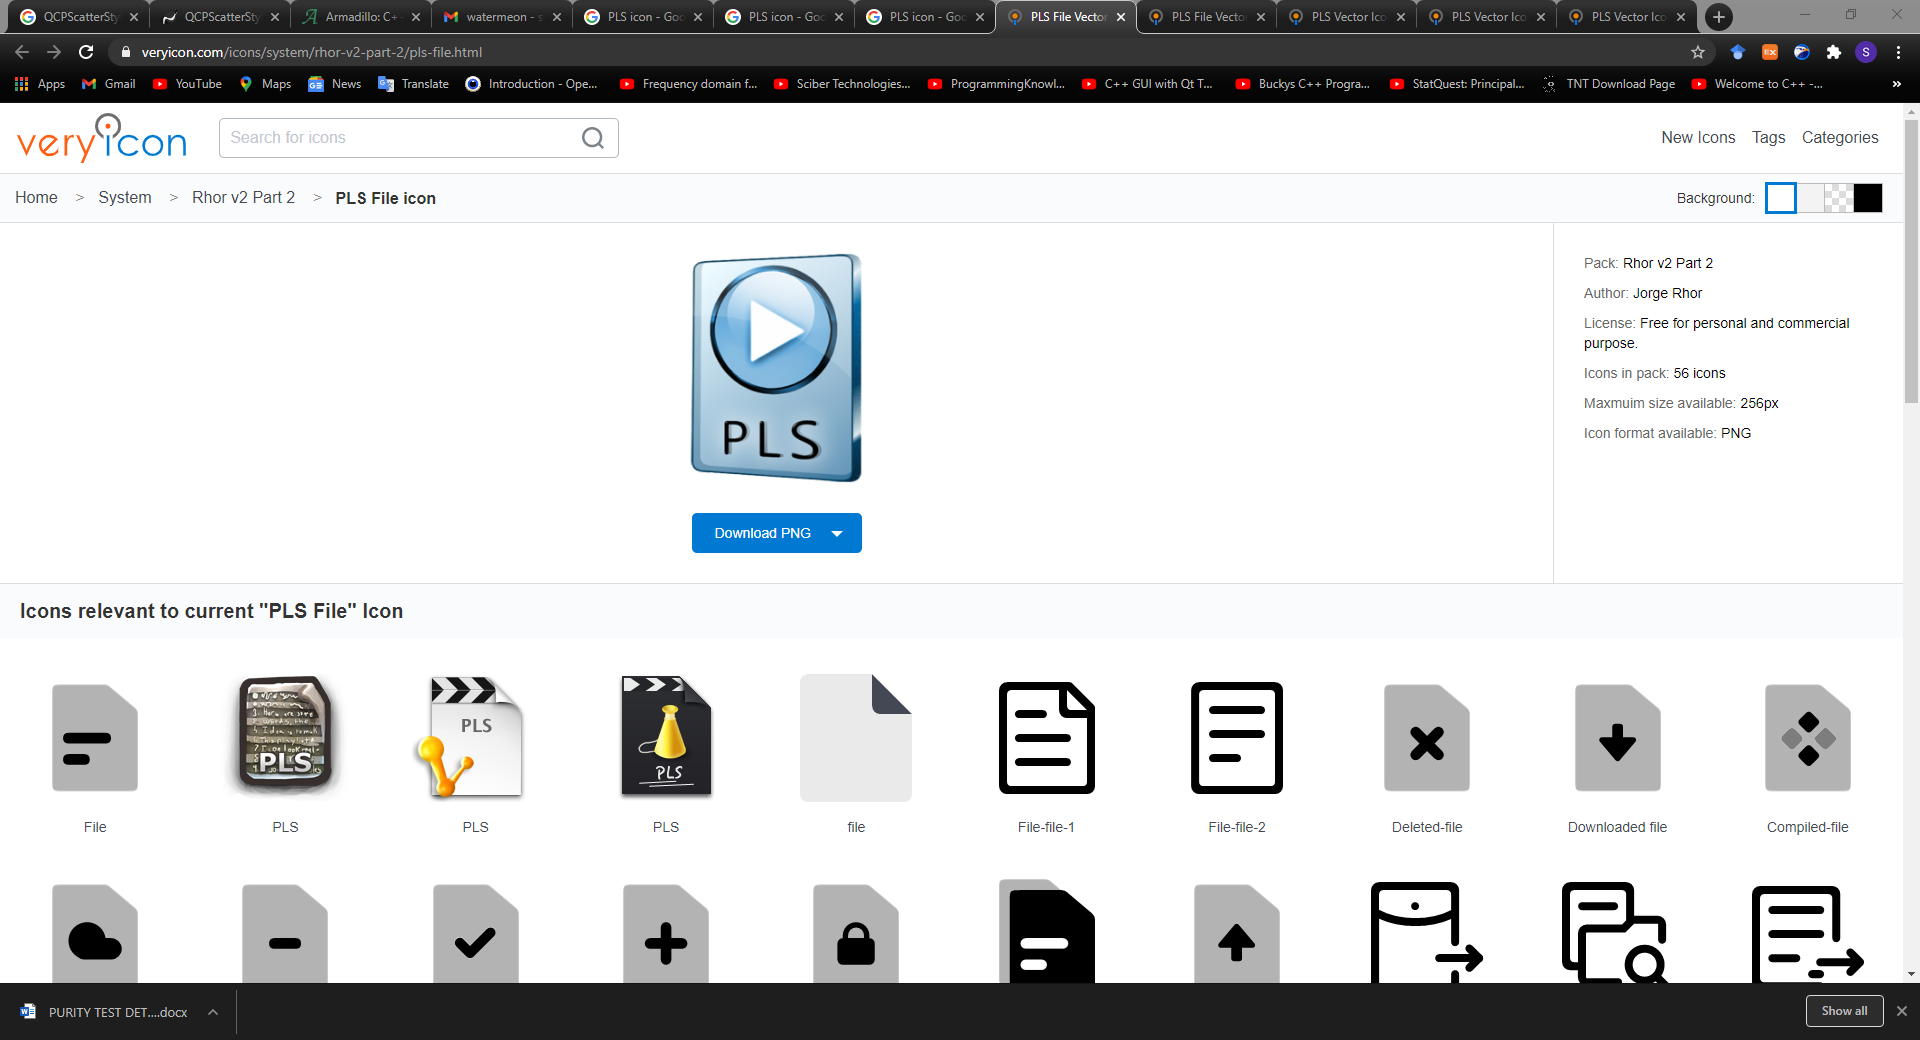 QCPScatterSty
QCPScatterSty
Armadillo: C+
watermeon - s
PLS icon - Goo
PLS icon - Goo
PLS icon - Goo
PLS File Vector
PLS File Vecto
PLS Vector Ico
PLS Vector Ico
PLS Vector Ico
veryicon.com/icons/system/rhor-v2-part-2/pls-file.html
S
Apps
Gmail
YouTube
Maps
News
Translate
Introduction - Ope...
Frequency domain f...
Sciber Technologies...
ProgrammingKnowl...
C++ GUI with Qt T...
Buckys C++ Progra...
StatQuest: Principal...
TNT Download Page
Welcome to C++ -...
»
veryicon
Search for icons
New Icons
Tags
Categories
Home > System > Rhor v2 Part 2 > PLS File icon
Background:
PLS
Download PNG
Pack: Rhor v2 Part 2
Author: Jorge Rhor
License: Free for personal and commercial
purpose.
Icons in pack: 56 icons
Maxmuim size available: 256px
Icon format available: PNG
Icons relevant to current "PLS File" Icon
PLS
PLS
PLS
File
PLS
PLS
PLS
file
File-file-1
File-file-2
Deleted-file
Downloaded file
Compiled-file
PURITY TEST DET....docx
Show all